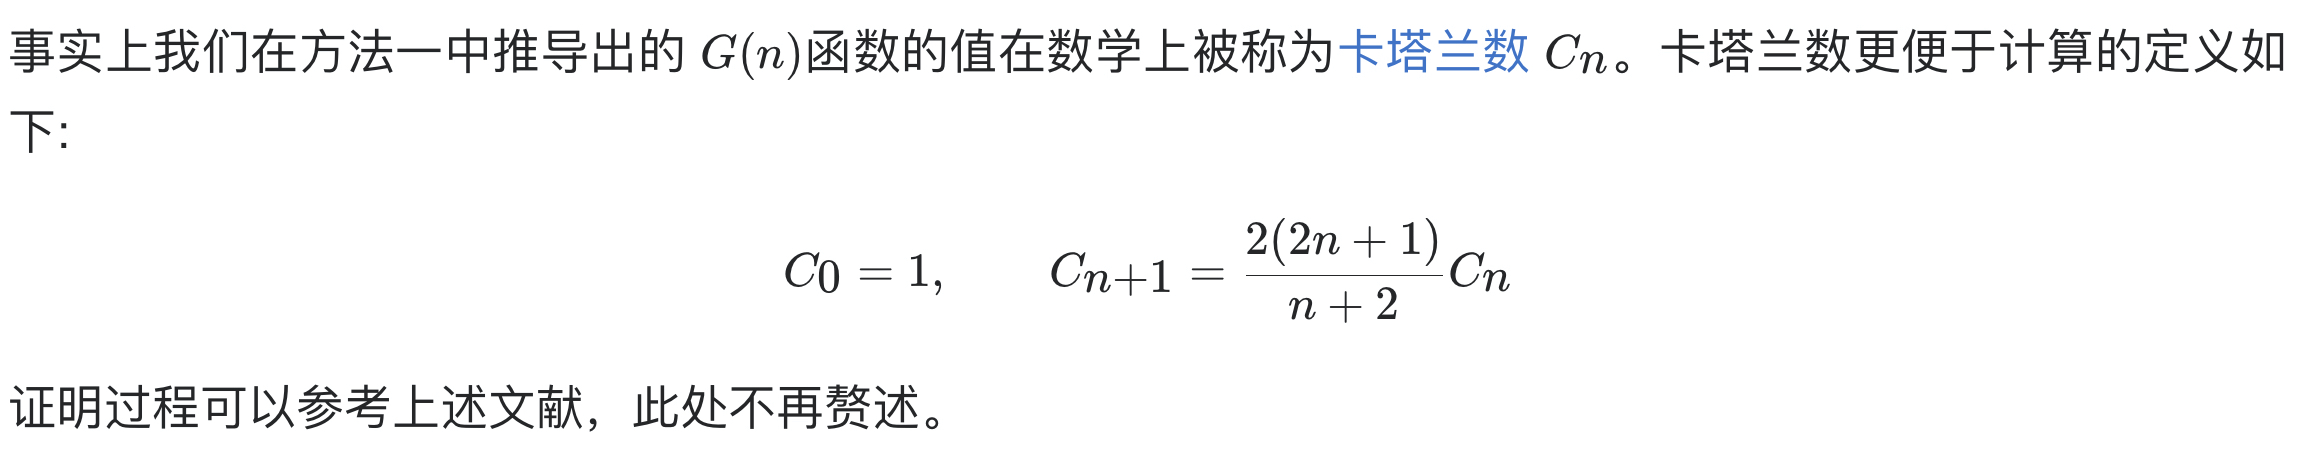 事实上我们在方法一中推导出的 G(n)函数的值在数学上被称为卡塔兰数 Cn。卡塔兰数更便于计算的定义如
下:
C0 = 1, Cn+1 = 2(2n + 1)/n + 2 Cn
证明过程可以参考上述文献，此处不再赘述。